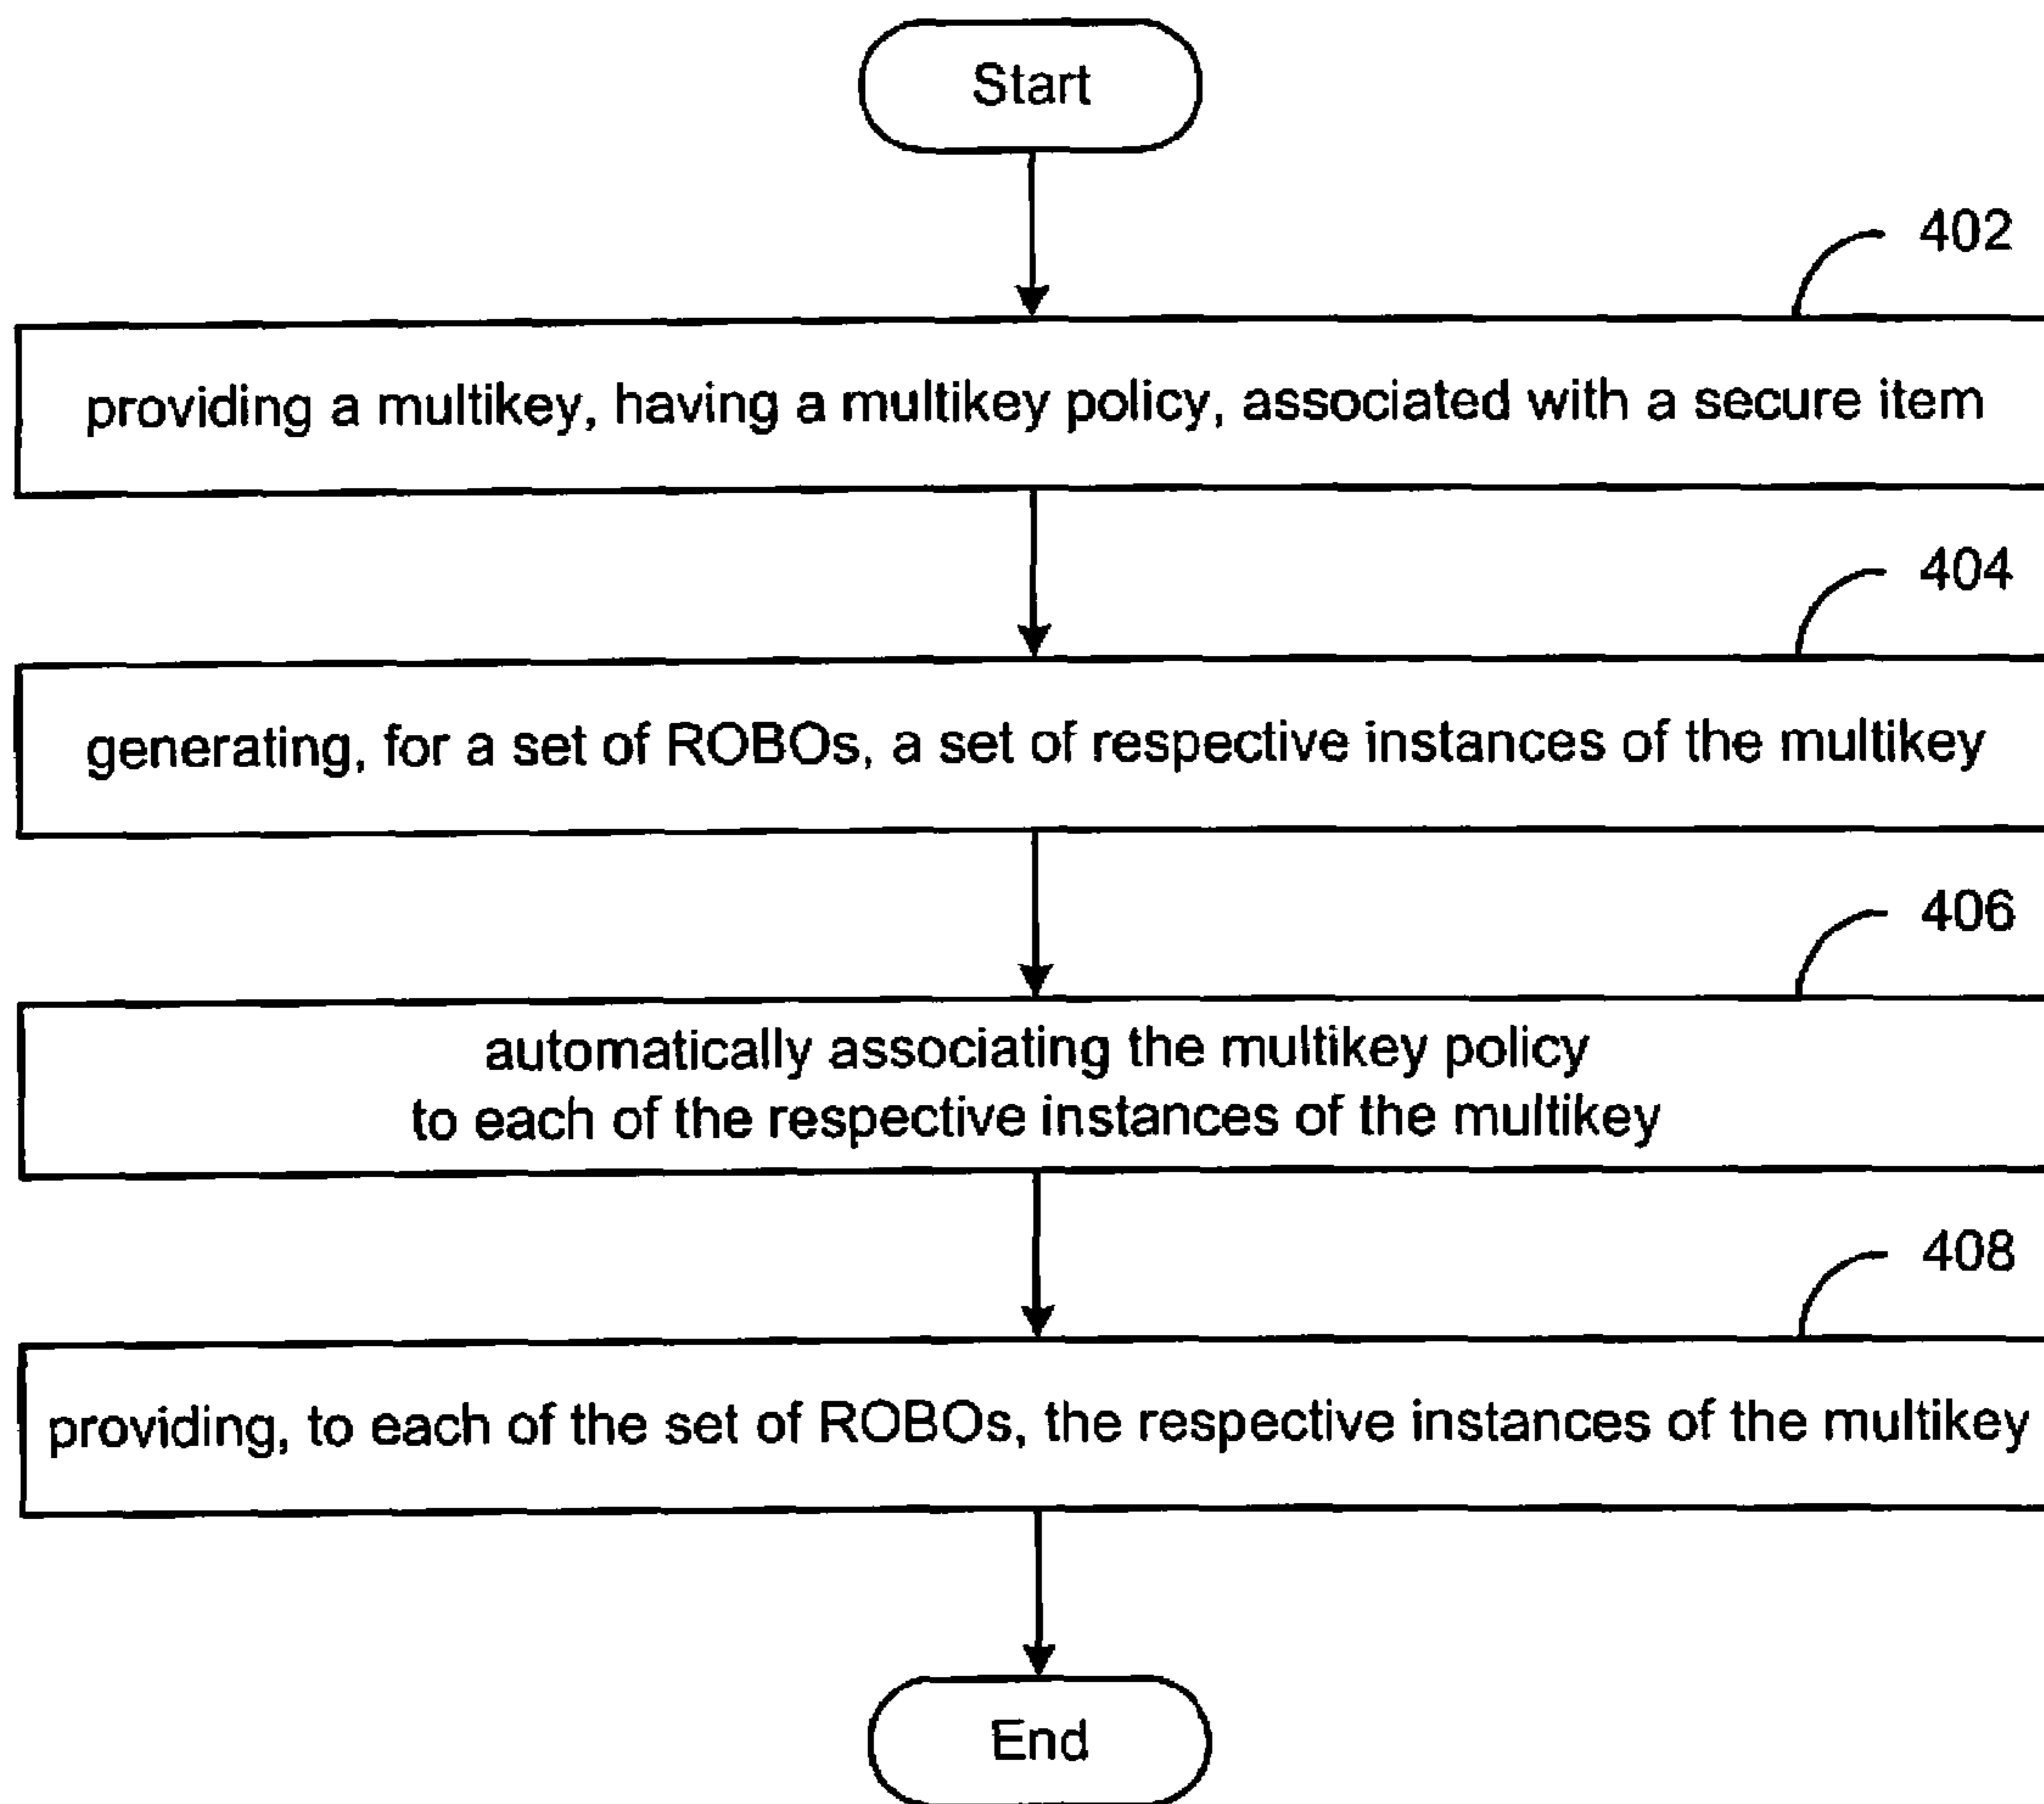 Start
402
providing a multikey, having a multikey policy, associated with a secure item
404
generating, for a set of ROBOs, a set of respective instances of the multikey
406
automatically associating the multikey policy
to each of the respective instances of the multikey
408
providing, to each of the set of ROBOs, the respective instances of the multikey
End